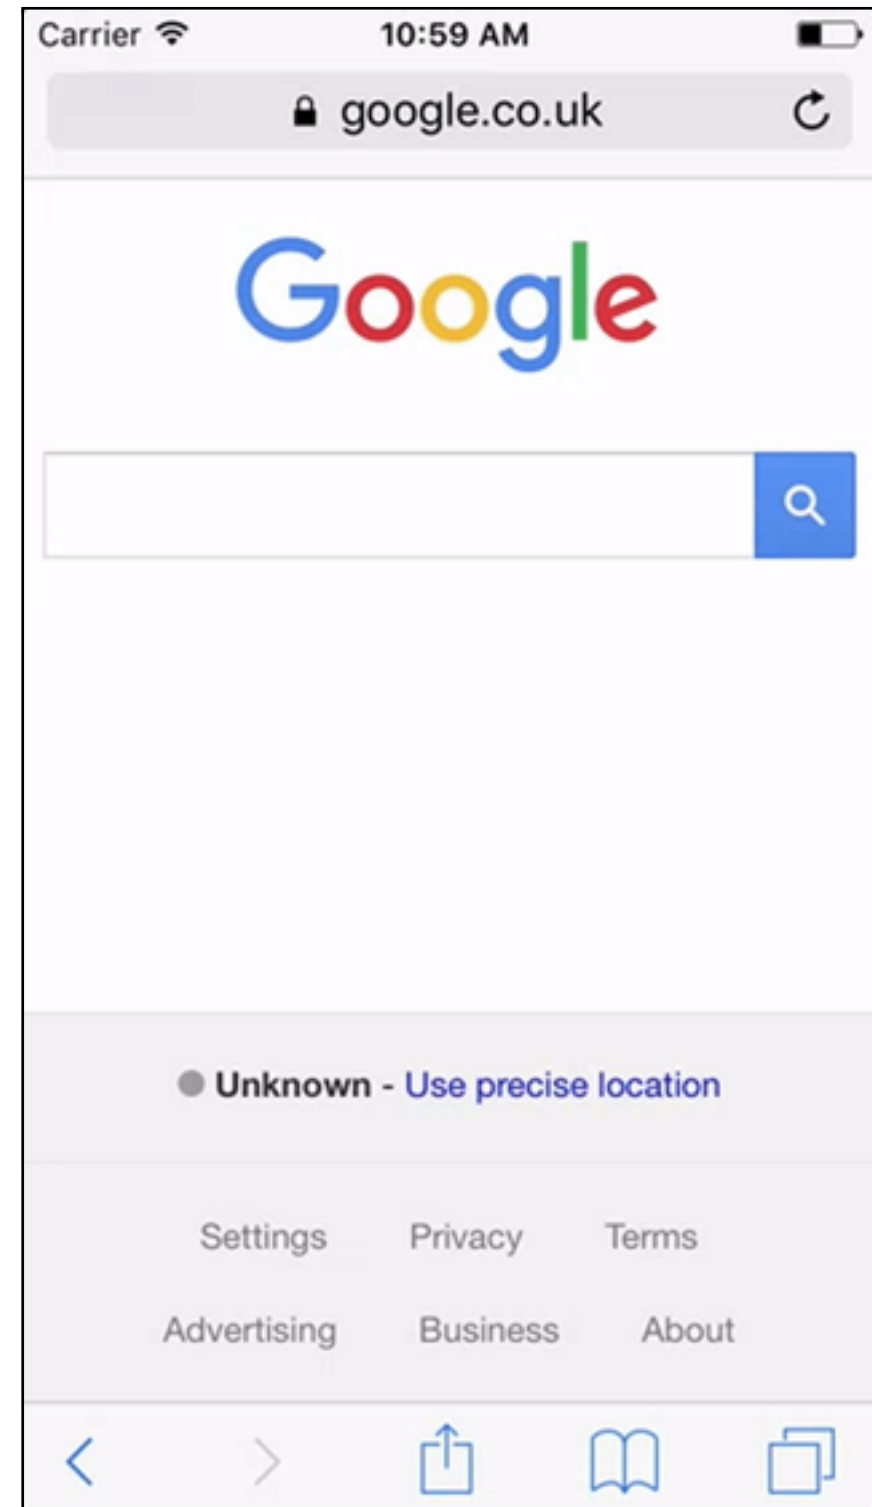 Carrier 10:59 AM
google.co.uk
Google
Unknown - Use precise location
Settings Privacy Terms
Advertising Business About